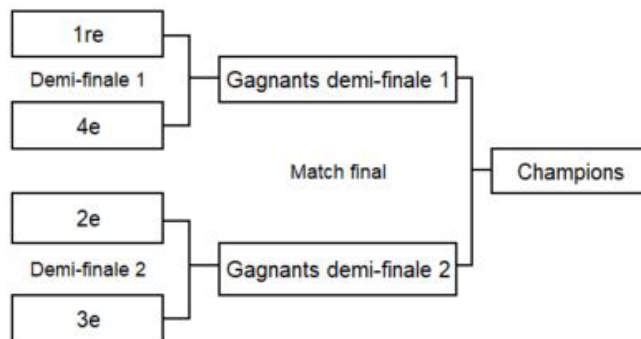 1re
Demi-finale 1
4e
Gagnants demi-finale 1
Match final
Champions
2e
Demi-finale 2
3e
Gagnants demi-finale 2